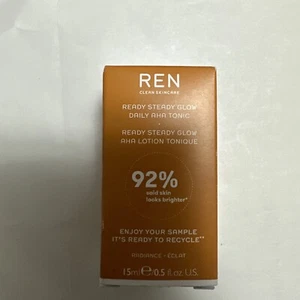 REN
CLEAN SKINCARE
READY STEADY GLOW
DAILY AHA TONIC
READY STEADY GLOW
AHA LOTION TONIQUE
92%
said skin
looks brighter*
ENJOY YOUR SAMPLE
IT'S READY TO RECYCLE**
RADIANCE - ÉCLAT
15ml ℮ 0.5 fl.oz. U.S.